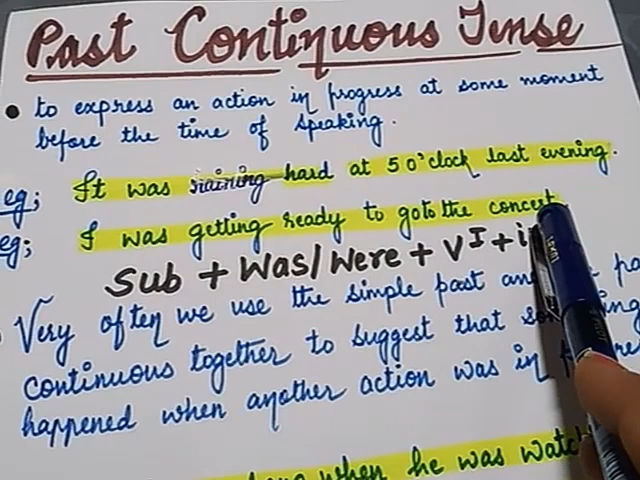 Past Continuous Tense
• to express an action in progress at some moment
before the time of speaking.
eg; It was raining hard at 5 o'clock last evening.
eg; I was getting ready to go to the concert
Sub + was/were + V I +
Very often we use the simple past
continuous together to suggest that
happened when another action was in
when he was